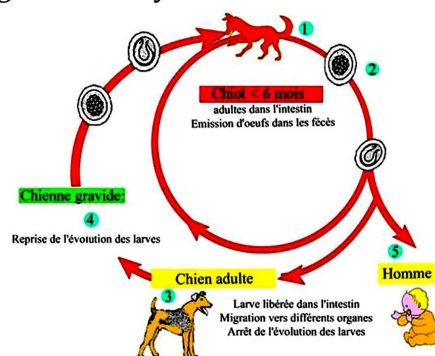 1
2
Chiot < 6 mois
adultes dans l'intestin
Emission d'oeufs dans les fécès
Chienne gravide:
4
Reprise de l'évolution des larves
5
Chien adulte
Homme
3
Larve libérée dans l'intestin
Migration vers différents organes
Arrêt de l'évolution des larves